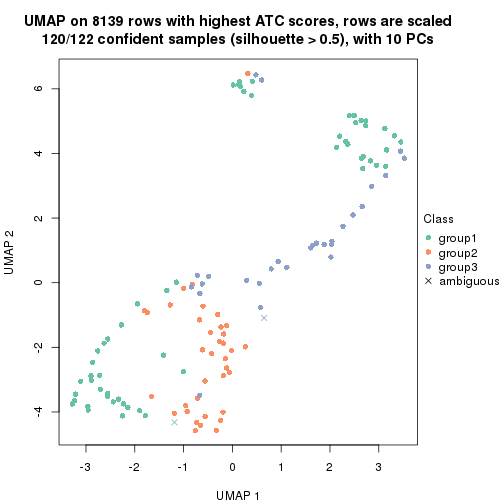 UMAP on 8139 rows with highest ATC scores, rows are scaled
120/122 confident samples (silhouette > 0.5), with 10 PCs
6
4
2
0
-2
-4
UMAP 2
-3
-2
-1
0
1
2
3
UMAP 1
Class
group1
group2
group3
ambiguous